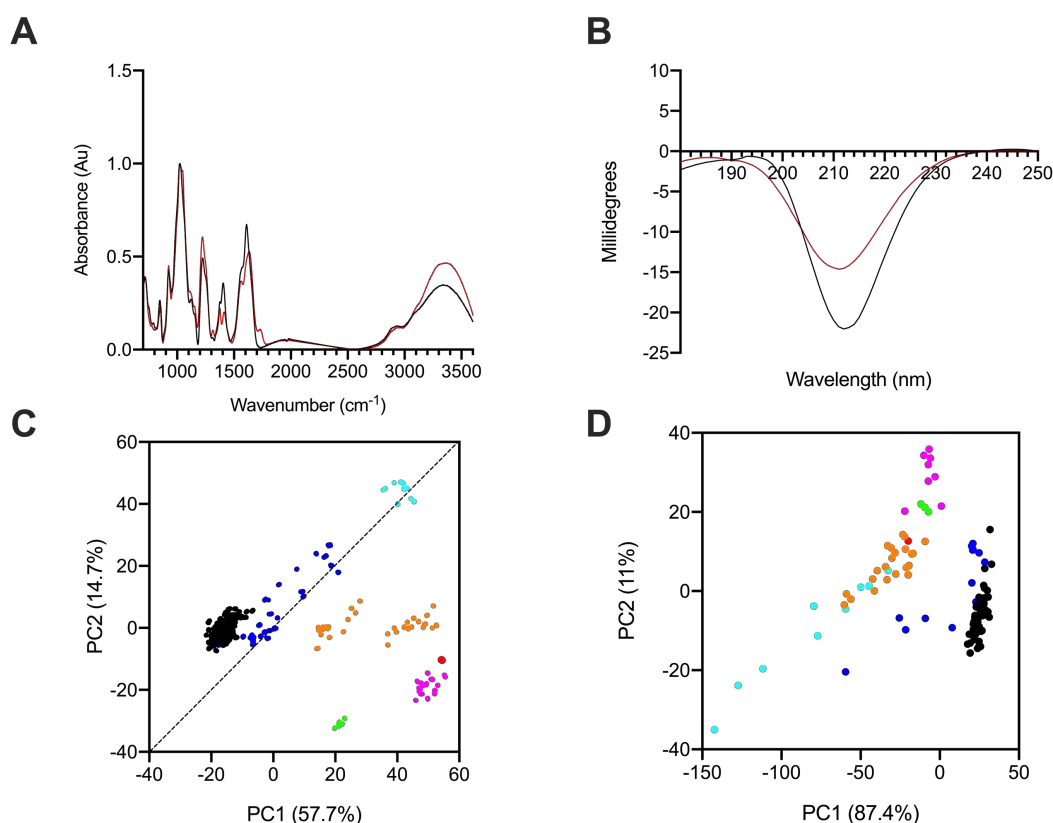 A
B
1.5
1.0
0.5
0.0
Absorbance (Au)
1000 1500 2000 2500 3000 3500
Wavenumber (cm-1)
10
5
0
-5
-10
-15
-20
-25
Millidegrees
190 200 210 220 230 240 250
Wavelength (nm)
C
D
60
40
20
0
-20
-40
PC2 (14.7%)
-40 -20 0 20 40 60
PC1 (57.7%)
40
20
0
-20
-40
PC2 (11%)
-150 -100 -50 0 50
PC1 (87.4%)